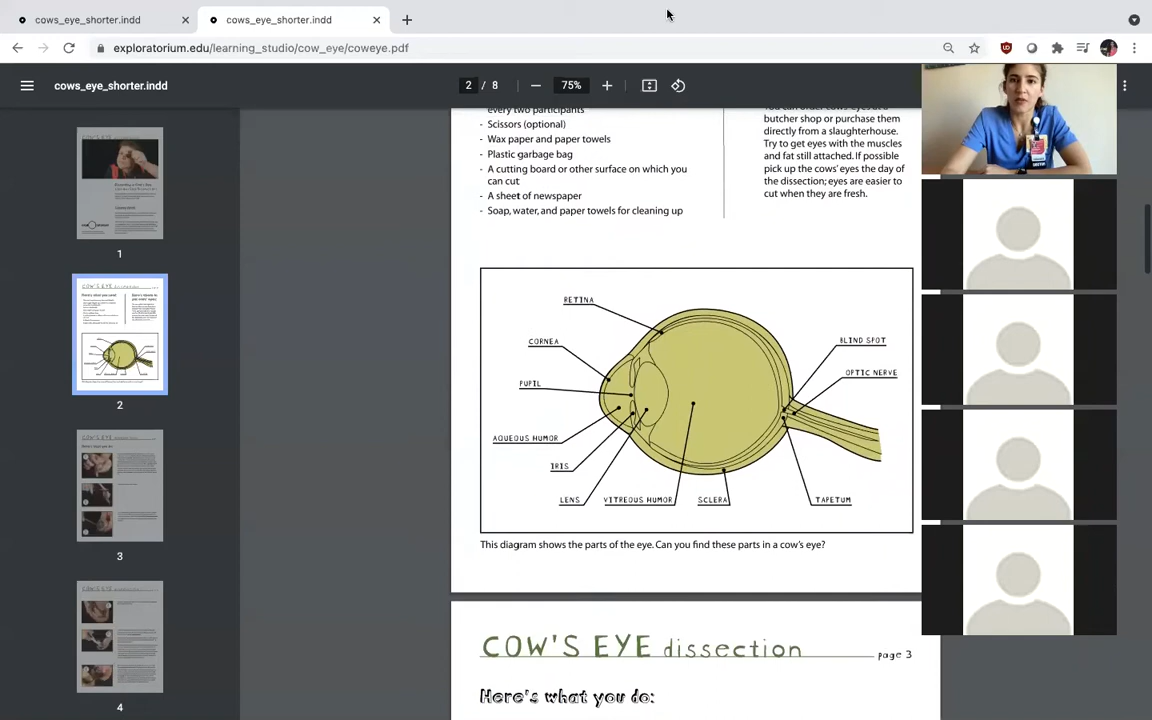 cows_eye_shorter.indd
cows_eye_shorter.indd
exploratorium.edu/learning_studio/cow_eye/coweye.pdf
cows_eye_shorter.indd
2 / 8
75%
every two participants
- Scissors (optional)
- Wax paper and paper towels
- Plastic garbage bag
- A cutting board or other surface on which you
can cut
- A sheet of newspaper
- Soap, water, and paper towels for cleaning up
butcher shop or purchase them
directly from a slaughterhouse.
Try to get eyes with the muscles
and fat still attached. If possible
pick up the cows' eyes the day of
the dissection; eyes are easier to
cut when they are fresh.
RETINA
CORNEA
PUPIL
AQUEOUS HUMOR
IRIS
LENS
VITREOUS HUMOR
SCLERA
TAPETUM
BLIND SPOT
OPTIC NERVE
This diagram shows the parts of the eye. Can you find these parts in a cow's eye?
COW'S EYE dissection
page 3
Here's what you do:
1
2
3
4